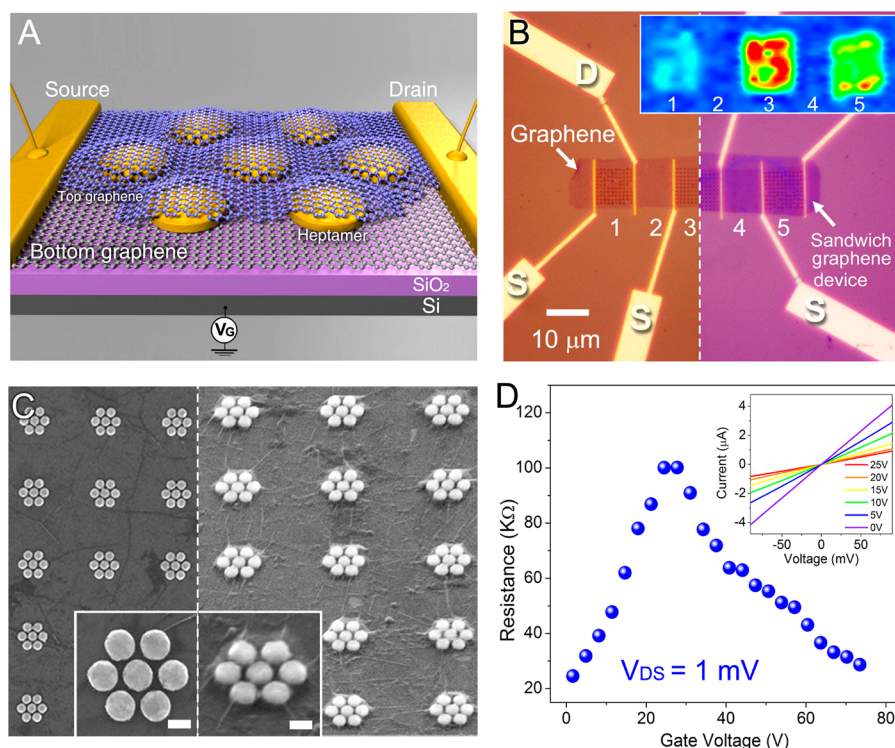 A
Source
Drain
Top graphene
Heptamer
Bottom graphene
SiO₂
Si
VG
B
D
1 2 3 4 5
Graphene
1 2 3 4 5
Sandwich
graphene
device
S
S
S
10 μm
C
D
Resistance (KΩ)
120
100
80
60
40
20
VDS = 1 mV
0 20 40 60 80
Gate Voltage (V)
Current (μA)
4
2
0
-2
-4
25V
20V
15V
10V
5V
0V
-50 0 50
Voltage (mV)